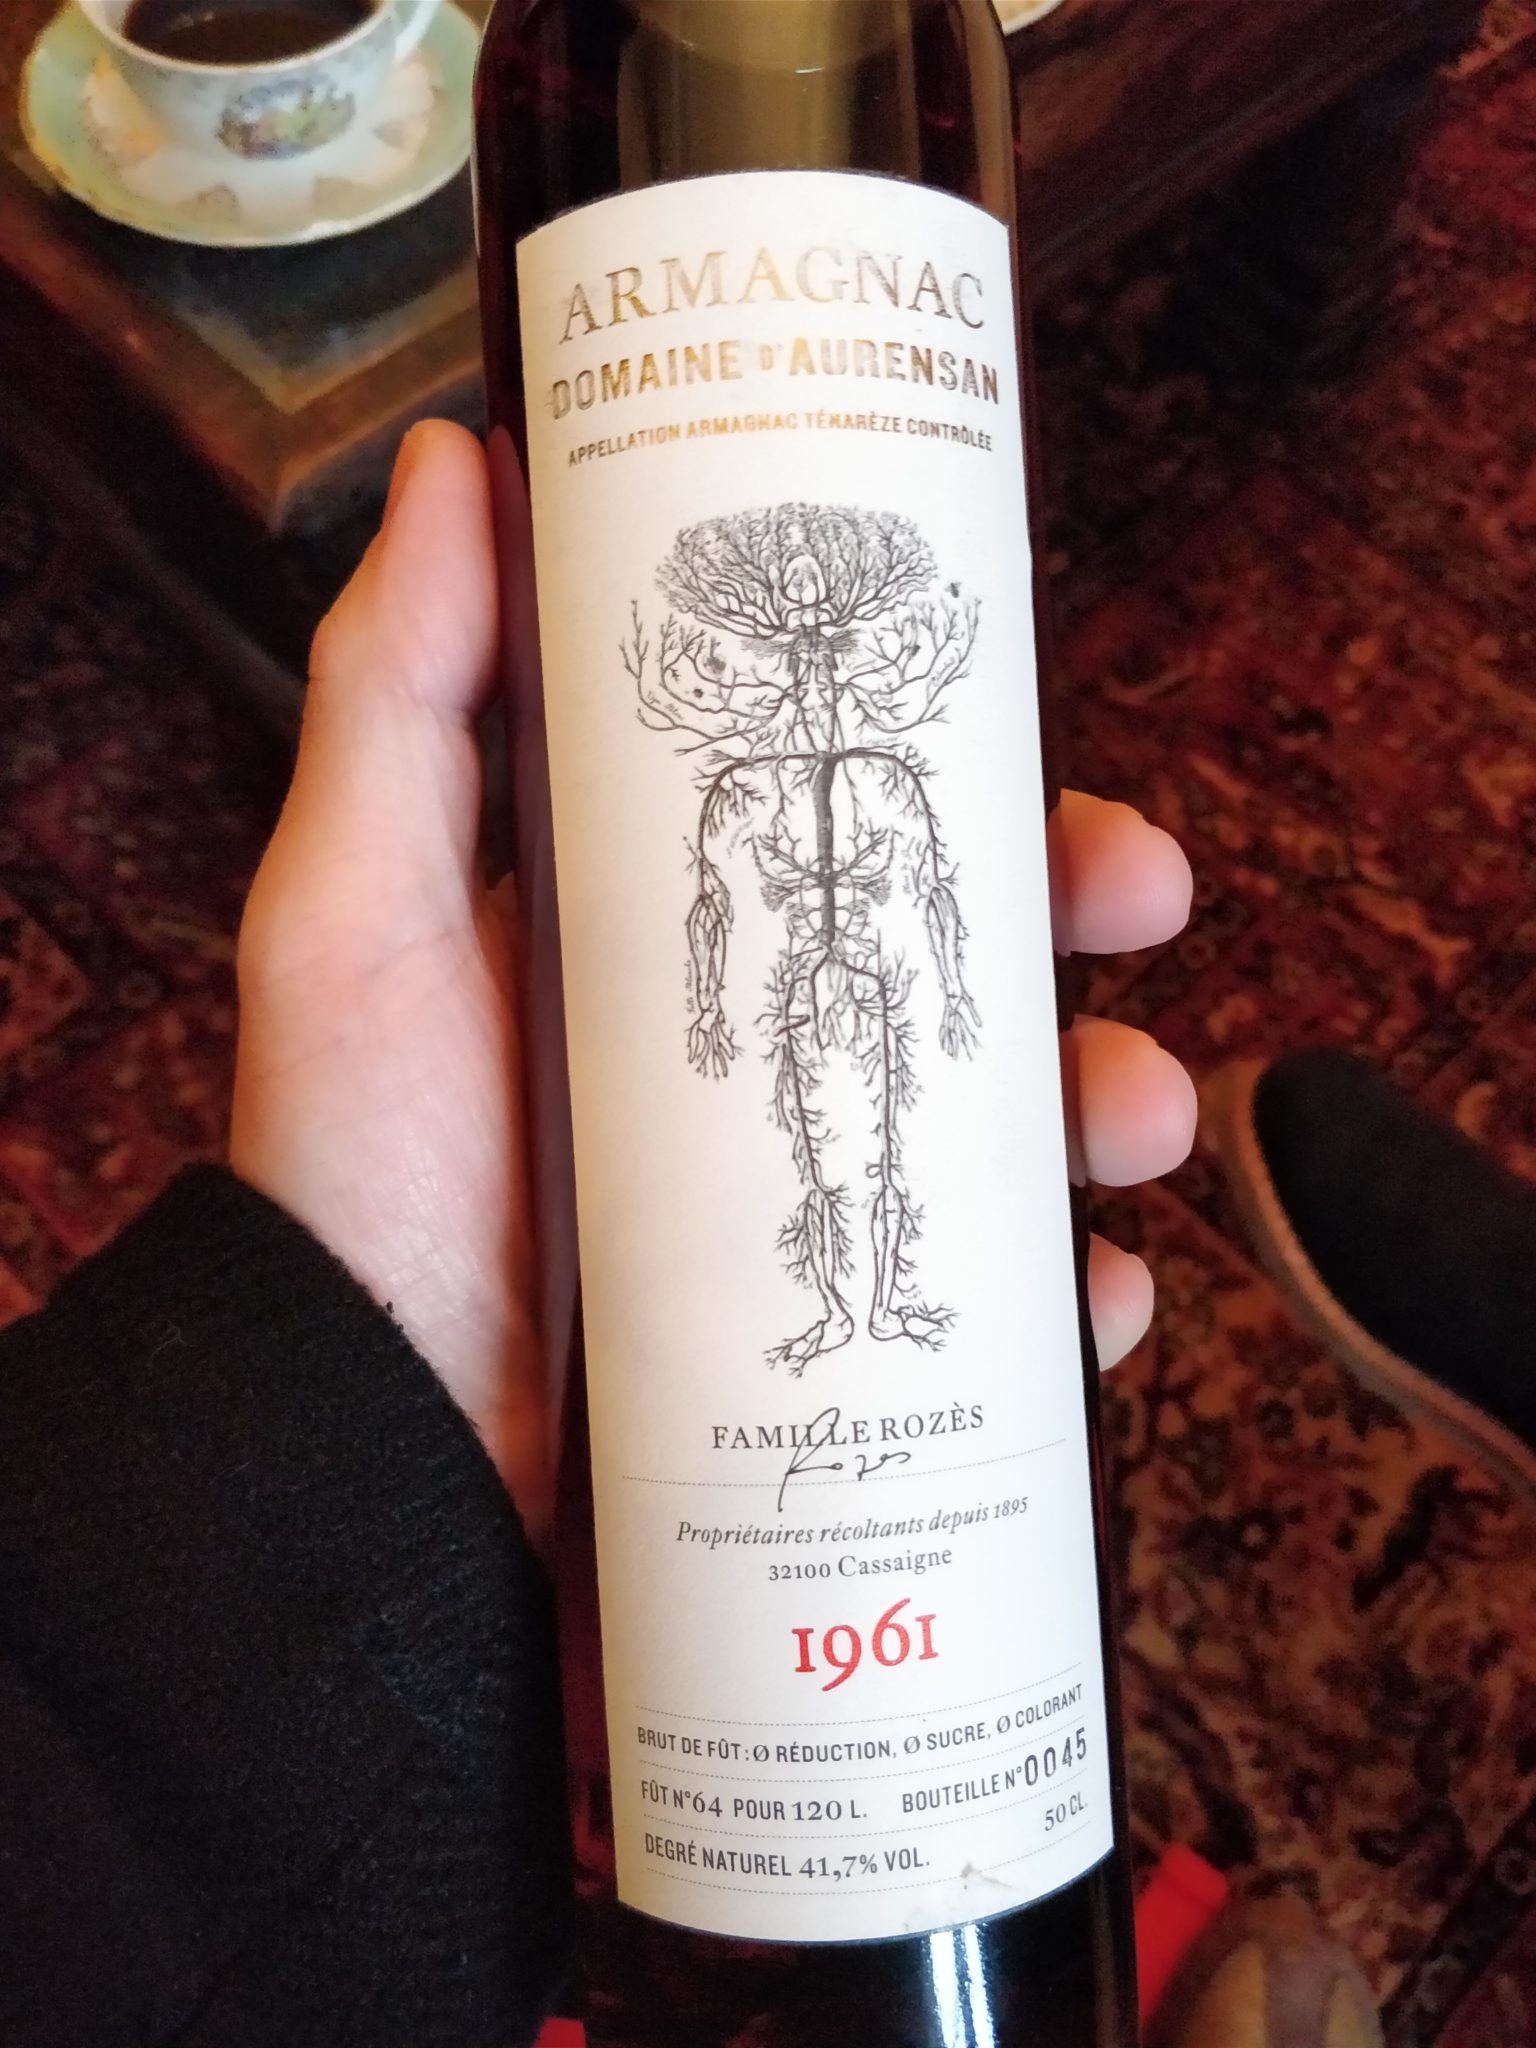 ARMAGNAC
DOMAINE D'AURENSAN
APPELLATION ARMAGNAC TÉNARÈZE CONTRÔLÉE
FAMILLE ROZÈS
Rozes
Propriétaires récoltants depuis 1895
32100 Cassaigne
1961
BRUT DE FÛT: Ø RÉDUCTION, Ø SUCRE, Ø COLORANT
FÛT N°64 POUR 120 L. BOUTEILLE N°0045
DEGRÉ NATUREL 41,7% VOL. 50 CL.